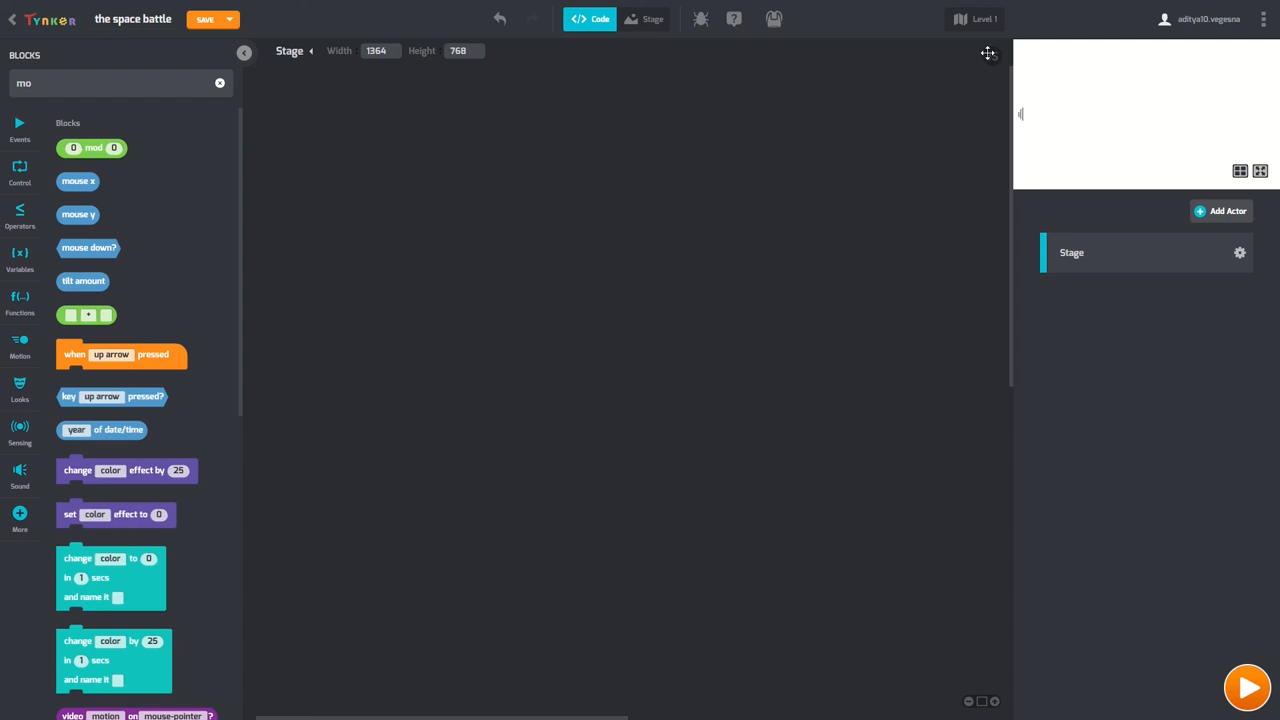 TYNKER the space battle SAVE Code Stage Level 1 aditya10.vegesna
BLOCKS
Stage Width 1364 Height 768
mo
Blocks
Events
Control
Operators
Variables
Functions
Motion
Looks
Sensing
Sound
More
0 mod 0
mouse x
mouse y
mouse down?
tilt amount
+
when up arrow pressed
key up arrow pressed?
year of date/time
change color effect by 25
set color effect to 0
change color to 0
in 1 secs
and name it
change color by 25
in 1 secs
and name it
video motion on mouse-pointer ?
Add Actor
Stage